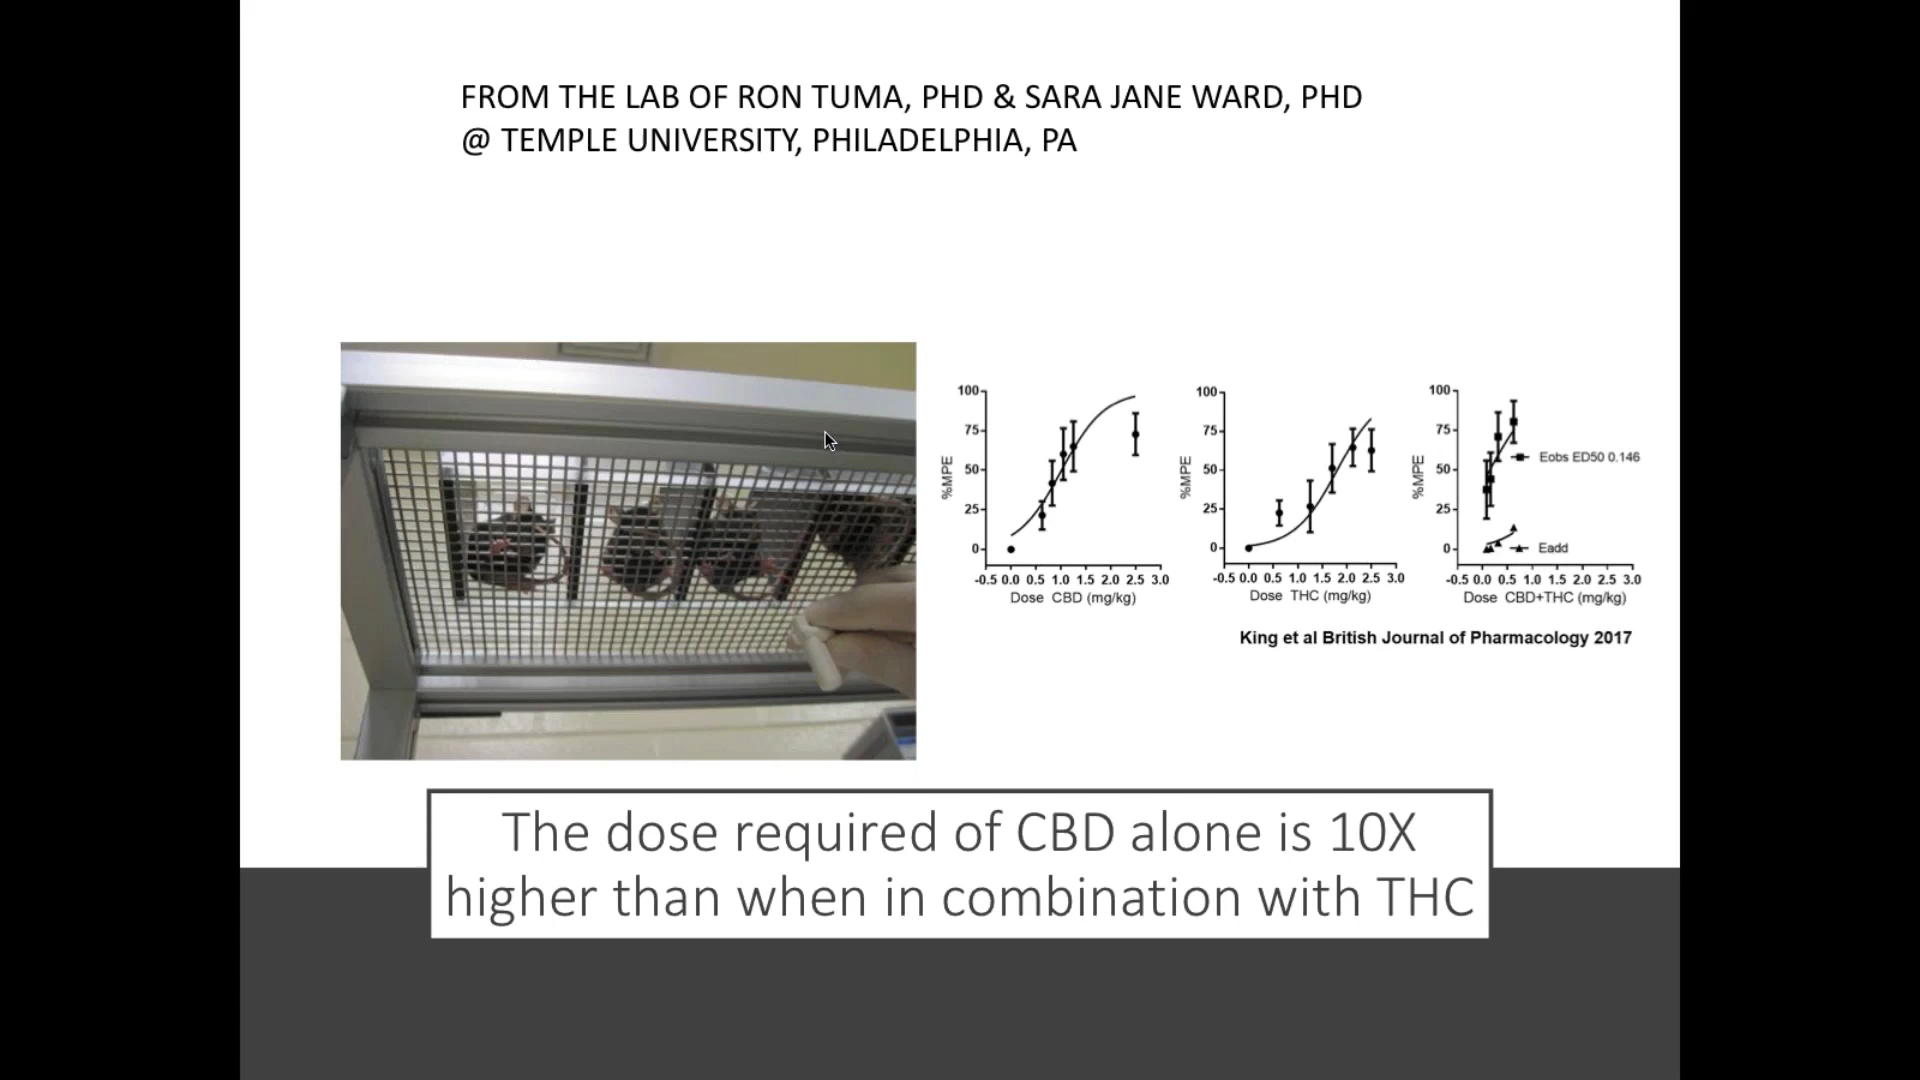 FROM THE LAB OF RON TUMA, PHD & SARA JANE WARD, PHD
@ TEMPLE UNIVERSITY, PHILADELPHIA, PA
100
75
50
25
0
%MPE
-0.5 0.0 0.5 1.0 1.5 2.0 2.5 3.0
Dose CBD (mg/kg)
100
75
50
25
0
%MPE
-0.5 0.0 0.5 1.0 1.5 2.0 2.5 3.0
Dose THC (mg/kg)
100
75
50
25
0
%MPE
Eobs ED50 0.146
Eadd
-0.5 0.0 0.5 1.0 1.5 2.0 2.5 3.0
Dose CBD+THC (mg/kg)
King et al British Journal of Pharmacology 2017
The dose required of CBD alone is 10X
higher than when in combination with THC